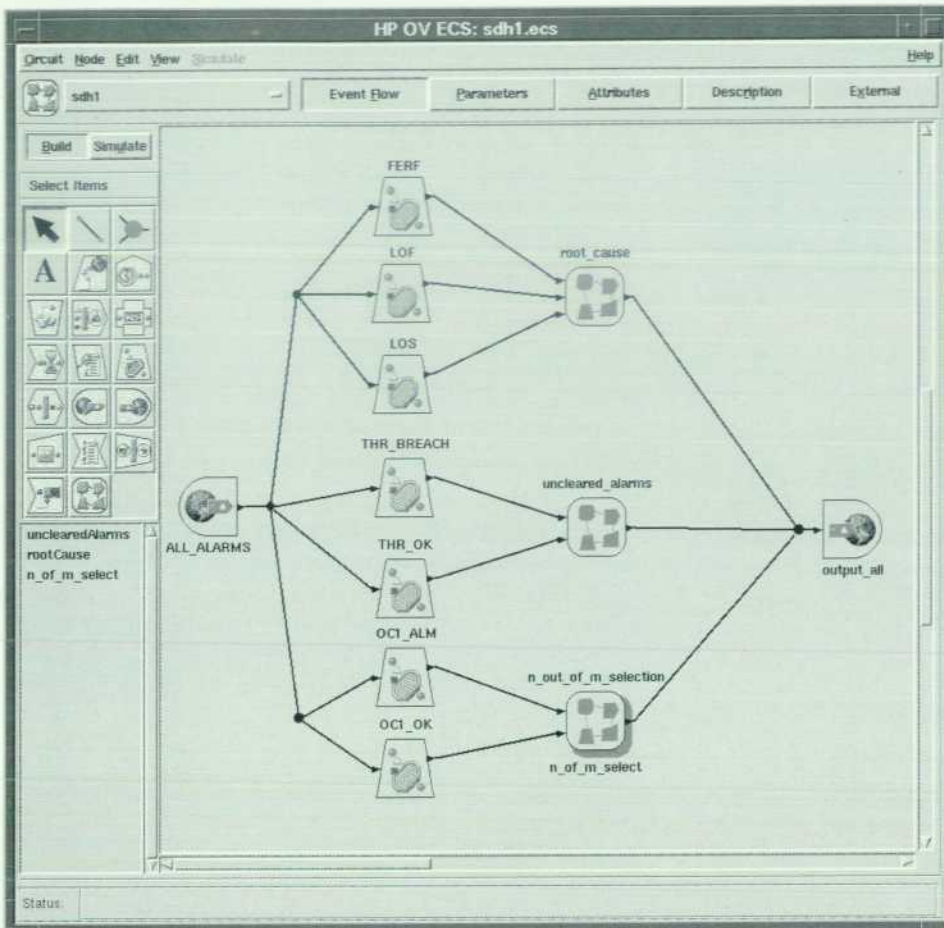 HP OV ECS: sdh1.ecs
Circuit Node Edit View Simulate Help
sdh1 Event Flow Parameters Attributes Description External
Build Simulate
Select Items
A
unclearedAlarms
rootCause
n_of_m_select
FERF
LOF
root_cause
LOS
THR_BREACH
uncleared_alarms
ALL_ALARMS
THR_OK
output_all
OC1_ALM
n_out_of_m_selection
OC1_OK
n_of_m_select
Status: